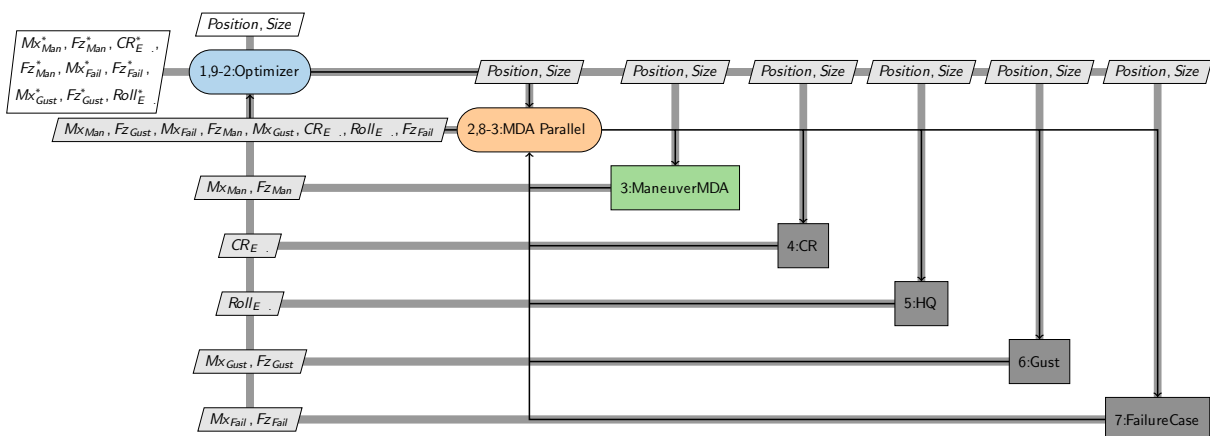 Position, Size
Mx*Man, Fz*Man, CR*E .,
Fz*Man, Mx*Fail, Fz*Fail,
Mx*Gust, Fz*Gust, Roll*E .
1,9-2:Optimizer
Position, Size
Position, Size
Position, Size
Position, Size
Position, Size
Position, Size
MxMan, FzGust, MxFail, FzMan, MxGust, CRE ., RollE ., FzFail
2,8-3:MDA Parallel
MxMan, FzMan
3:ManeuverMDA
CRE .
4:CR
RollE .
5:HQ
MxGust, FzGust
6:Gust
MxFail, FzFail
7:FailureCase